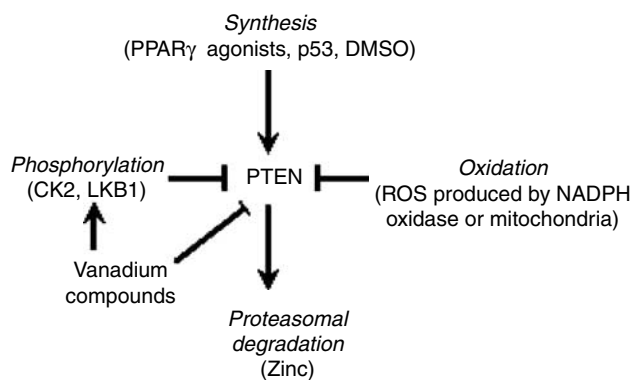 Synthesis
(PPARγ agonists, p53, DMSO)
Phosphorylation
(CK2, LKB1)
PTEN
Oxidation
(ROS produced by NADPH
oxidase or mitochondria)
Vanadium
compounds
Proteasomal
degradation
(Zinc)